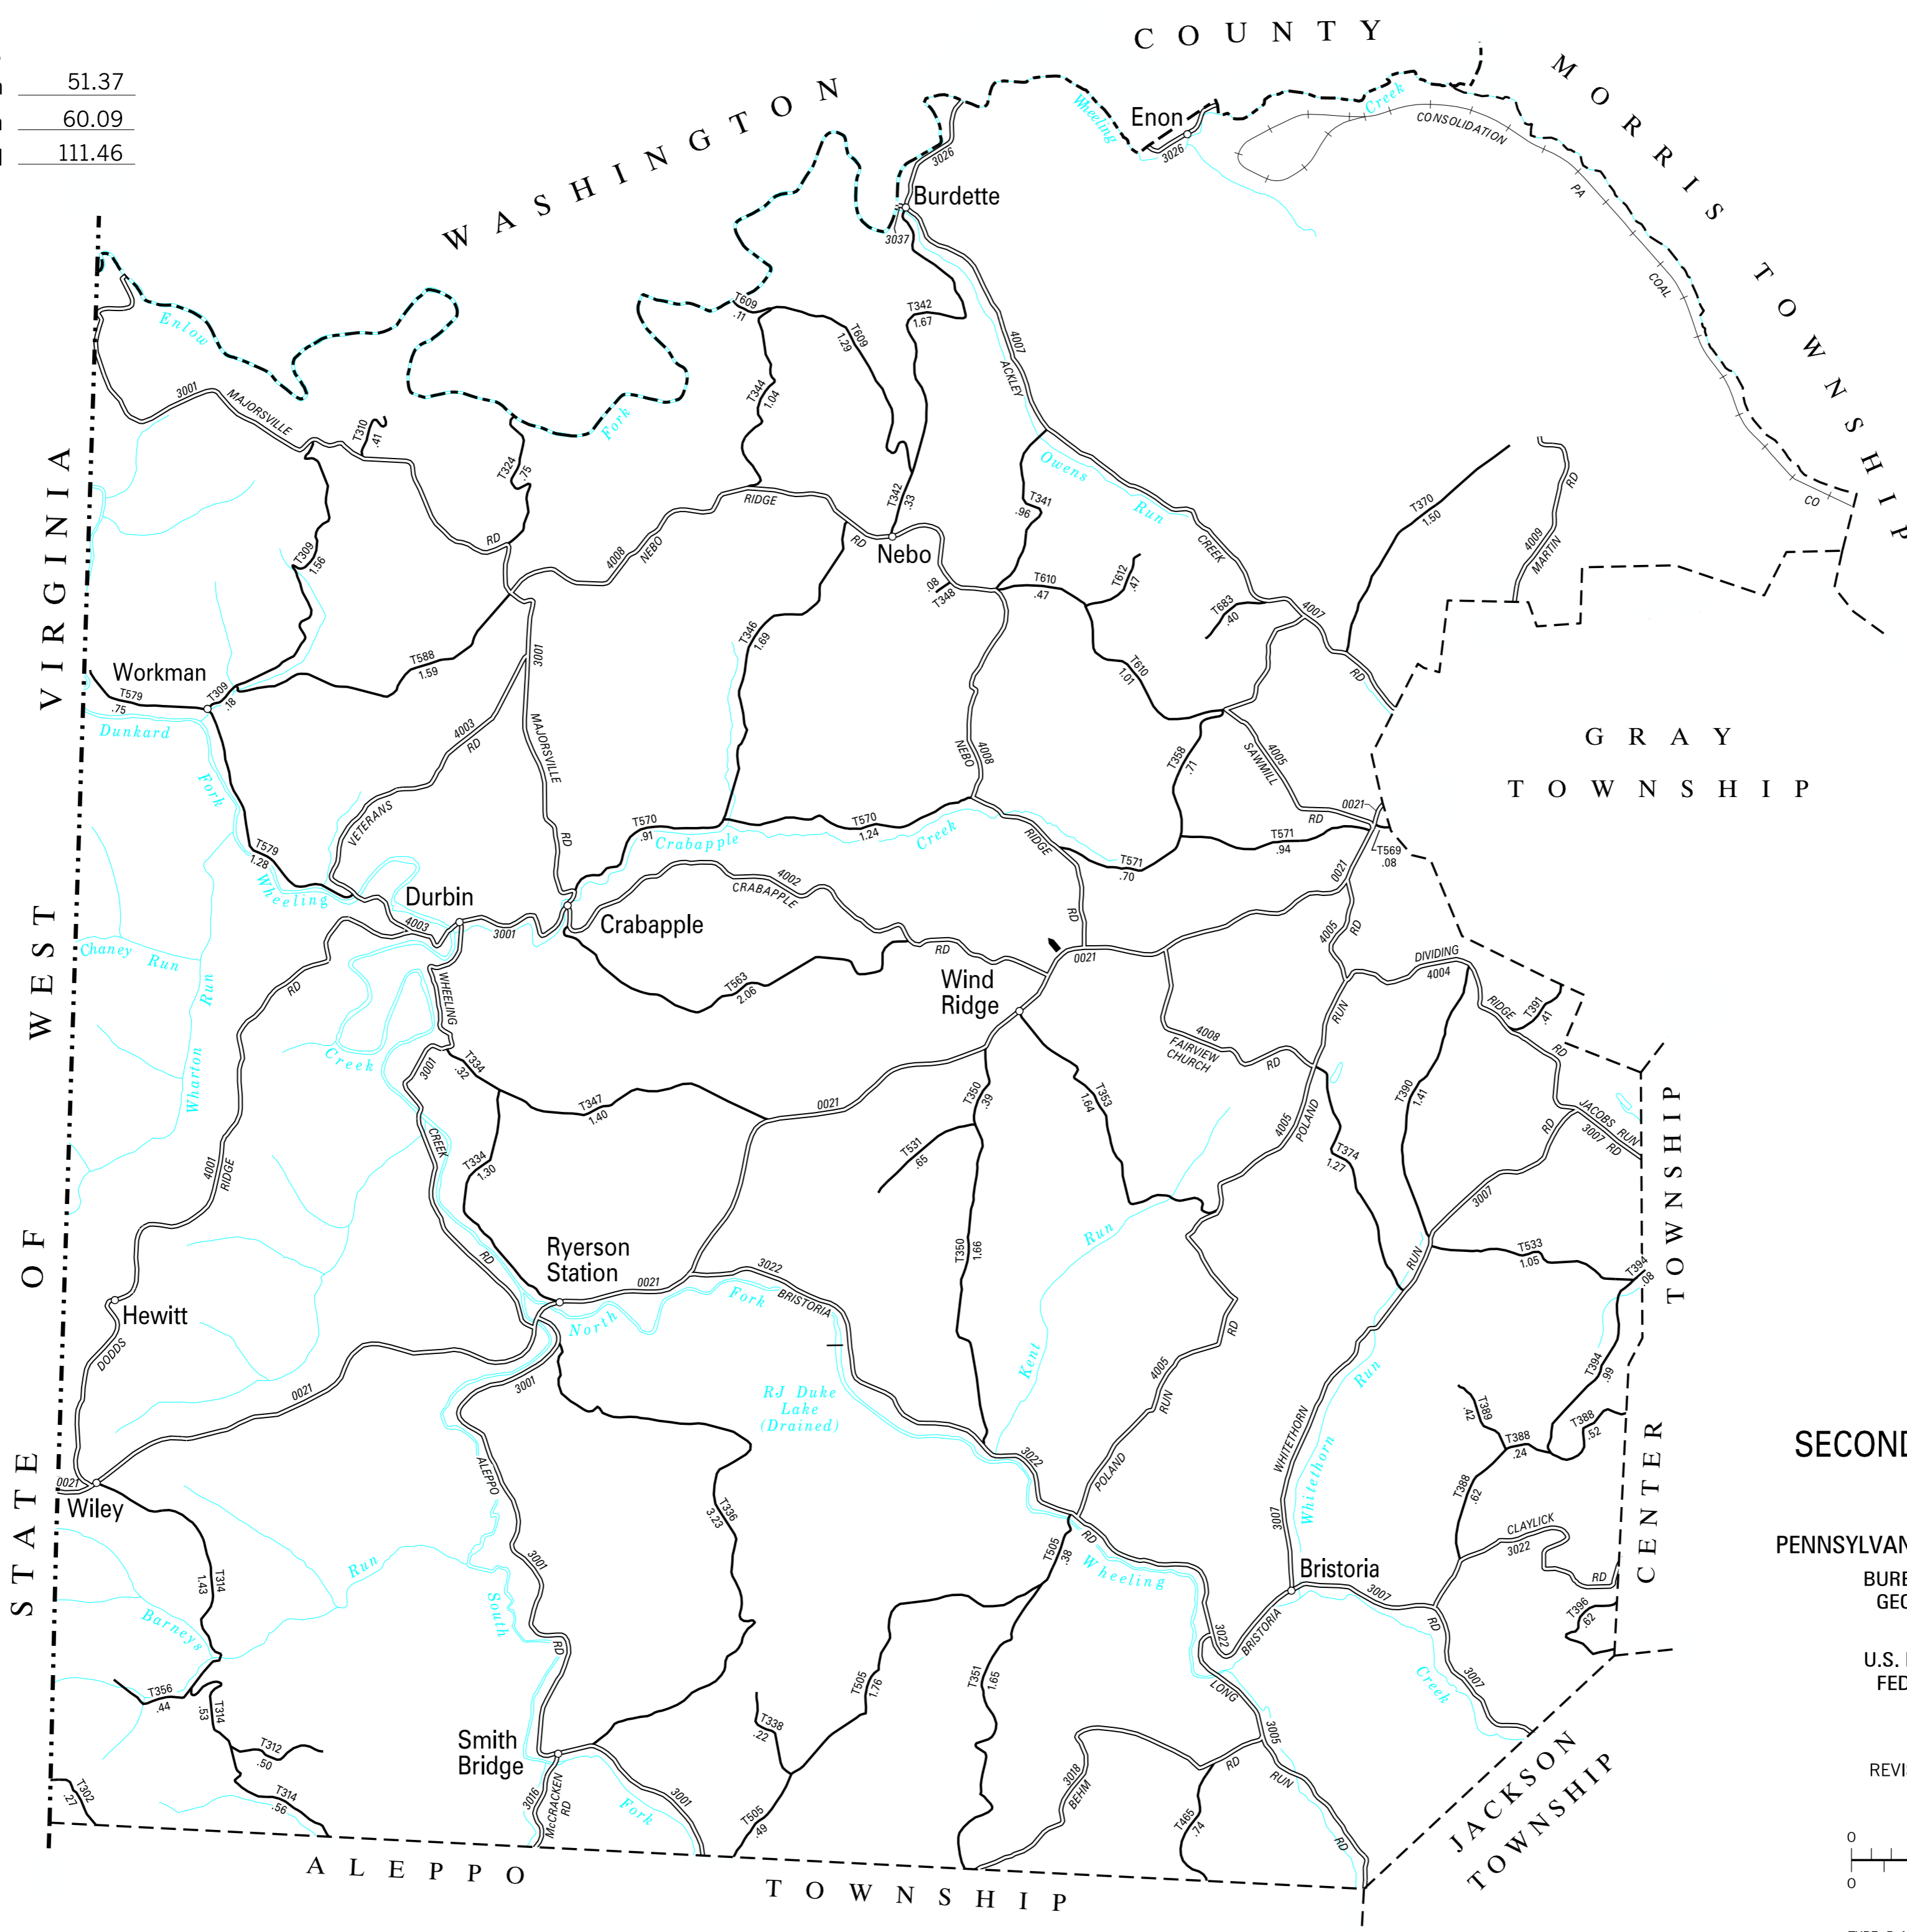 51.37
60.09
111.46
COUNTY
WASHINGTON
MORRIS TOWNSHIP
Wheeling
Creek
Enon
3026
CONSOLIDATION
PA
COAL
CO
3026
Burdette
3037
Enlow
Fork
T609
.11
T609
1.29
T342
1.67
T344
1.04
4007
ACKLEY
3001
MAJORSVILLE
T310
.41
T324
.75
RD
Owens
Run
CREEK
T341
.96
T342
.33
RIDGE
RD
Nebo
4008
NEBO
T370
1.50
RD
4009
MARTIN
T309
1.56
.08
T348
T610
.47
T612
.47
T683
.40
4007
RD
STATE OF WEST VIRGINIA
Workman
T579
.75
T309
.18
T588
1.59
3001
T346
1.69
T610
1.01
Dunkard
Fork
4003
RD
MAJORSVILLE
NEBO
4008
T358
.71
4005
SAWMILL
GRAY
TOWNSHIP
VETERANS
T579
1.28
RD
T570
.91
T570
1.24
Crabapple
Creek
RIDGE
T571
.70
T571
.94
RD
0021
T569
.08
0021
Wheeling
Durbin
4003
3001
Crabapple
4002
CRABAPPLE
RD
RD
Wind
Ridge
0021
4005
RD
DIVIDING
4004
RIDGE
T391
.41
RD
Chaney Run
Run
Wharton
RD
WHEELING
T563
2.06
Creek
3001
T334
.32
T347
1.40
0021
T350
.39
T353
1.64
4008
FAIRVIEW
CHURCH
RD
RUN
4005
POLAND
T390
1.41
JACOBS RUN
3007 RD
RD
CENTER TOWNSHIP
4001
RIDGE
CREEK
T334
1.30
T531
.65
T374
1.27
3007
Hewitt
DODDS
RD
Ryerson
Station
0021
3022
BRISTORIA
T350
1.66
Run
Kent
RUN
T533
1.05
T394
.08
North
Fork
RD
0021
3001
RJ Duke
Lake
(Drained)
4005
RUN
Run
T394
.99
T389
.42
T388
.24
T388
.52
T388
.62
0021
Wiley
ALEPPO
3022
POLAND
WHITETHORN
Whitethorn
3007
SECOND
T336
3.23
T505
.38
RD
Wheeling
CLAYLICK
3022
RD
PENNSYLVAN
T314
1.43
Run
Barneys
3001
South
Bristoria
3007
T396
.62
BURE
GEO
RD
3022
BRISTORIA
RD
Creek
3007
U.S.
FED
T356
.44
T314
.53
T312
.50
T314
.56
T302
.27
T505
1.76
T351
1.65
LONG
3005
T338
.22
Smith
Bridge
3016
McCRACKEN
RD
Fork
3001
T505
.49
3018
BEHM
RD
RUN
RD
T465
.74
JACKSON
TOWNSHIP
REVIS
0
0
ALEPPO TOWNSHIP